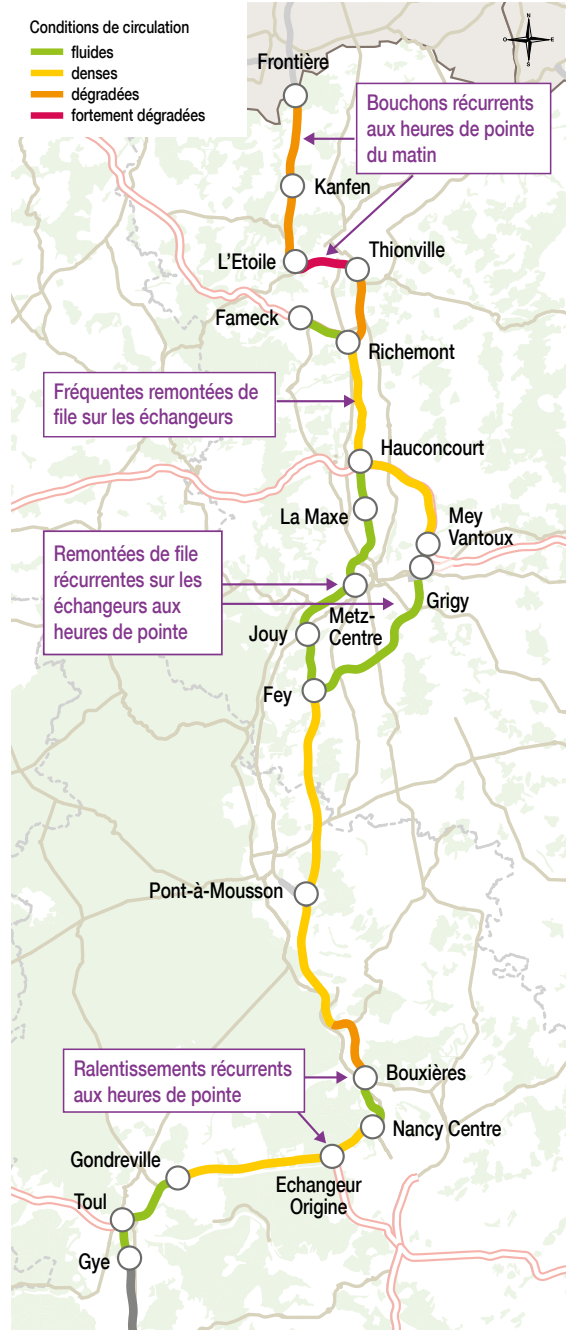 Conditions de circulation
fluides
denses
dégradées
fortement dégradées
N
O
E
S
Frontière
Bouchons récurrents
aux heures de pointe
du matin
Kanfen
L'Etoile
Thionville
Fameck
Richemont
Fréquentes remontées de
file sur les échangeurs
Hauconcourt
La Maxe
Mey
Vantoux
Remontées de file
récurrentes sur les
échangeurs aux
heures de pointe
Grigy
Metz-
Centre
Jouy
Fey
Pont-à-Mousson
Ralentissements récurrents
aux heures de pointe
Bouxières
Nancy Centre
Gondreville
Echangeur
Origine
Toul
Gye